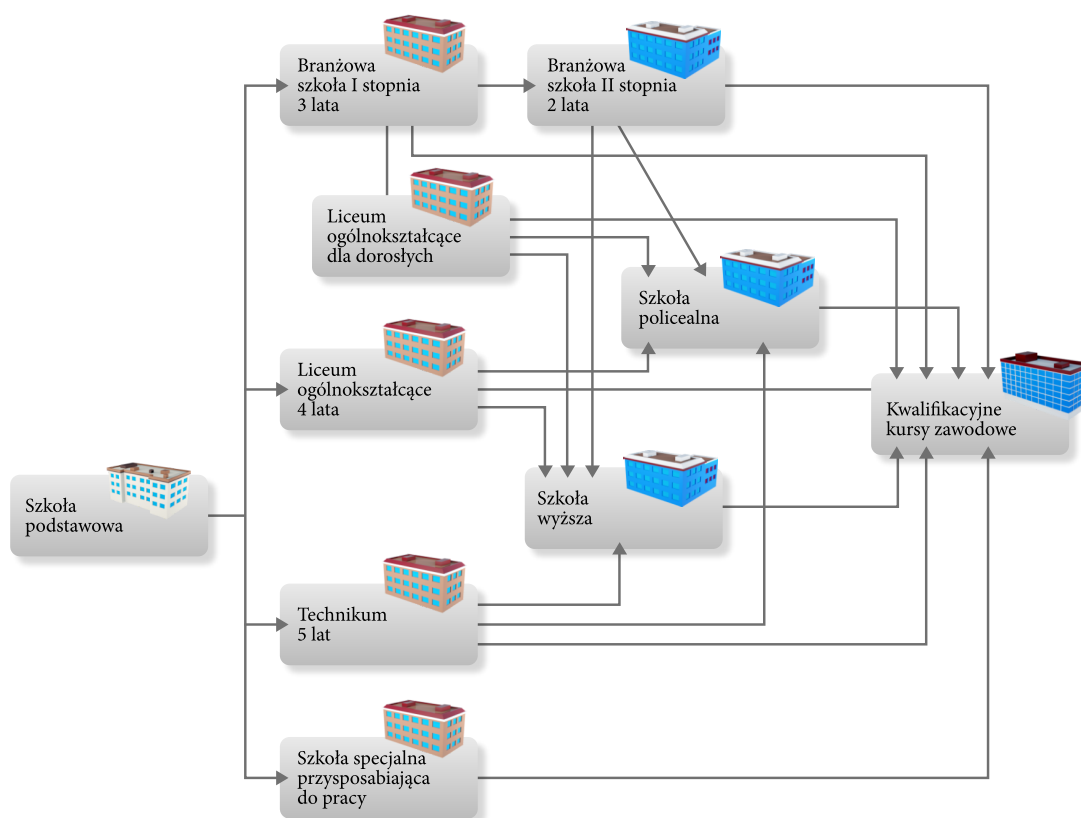 Branżowa
szkoła I stopnia
3 lata
Branżowa
szkoła II stopnia
2 lata
Liceum
ogólnokształcące
dla dorosłych
Szkoła
policealna
Liceum
ogólnokształcące
4 lata
Kwalifikacyjne
kursy zawodowe
Szkoła
podstawowa
Szkoła
wyższa
Technikum
5 lat
Szkoła specjalna
przysposabiająca
do pracy